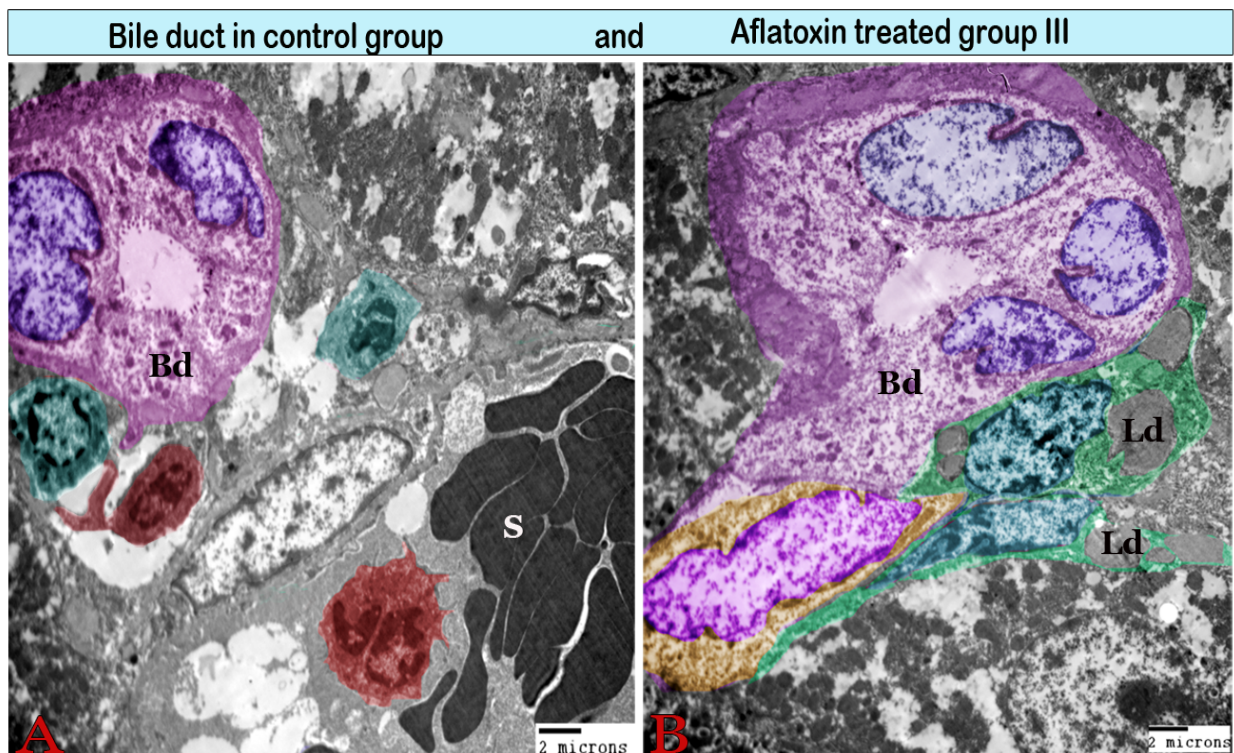 Bile duct in control group and Aflatoxin treated group III
Bd
S
A
2 microns
Bd
Ld
Ld
B
2 microns